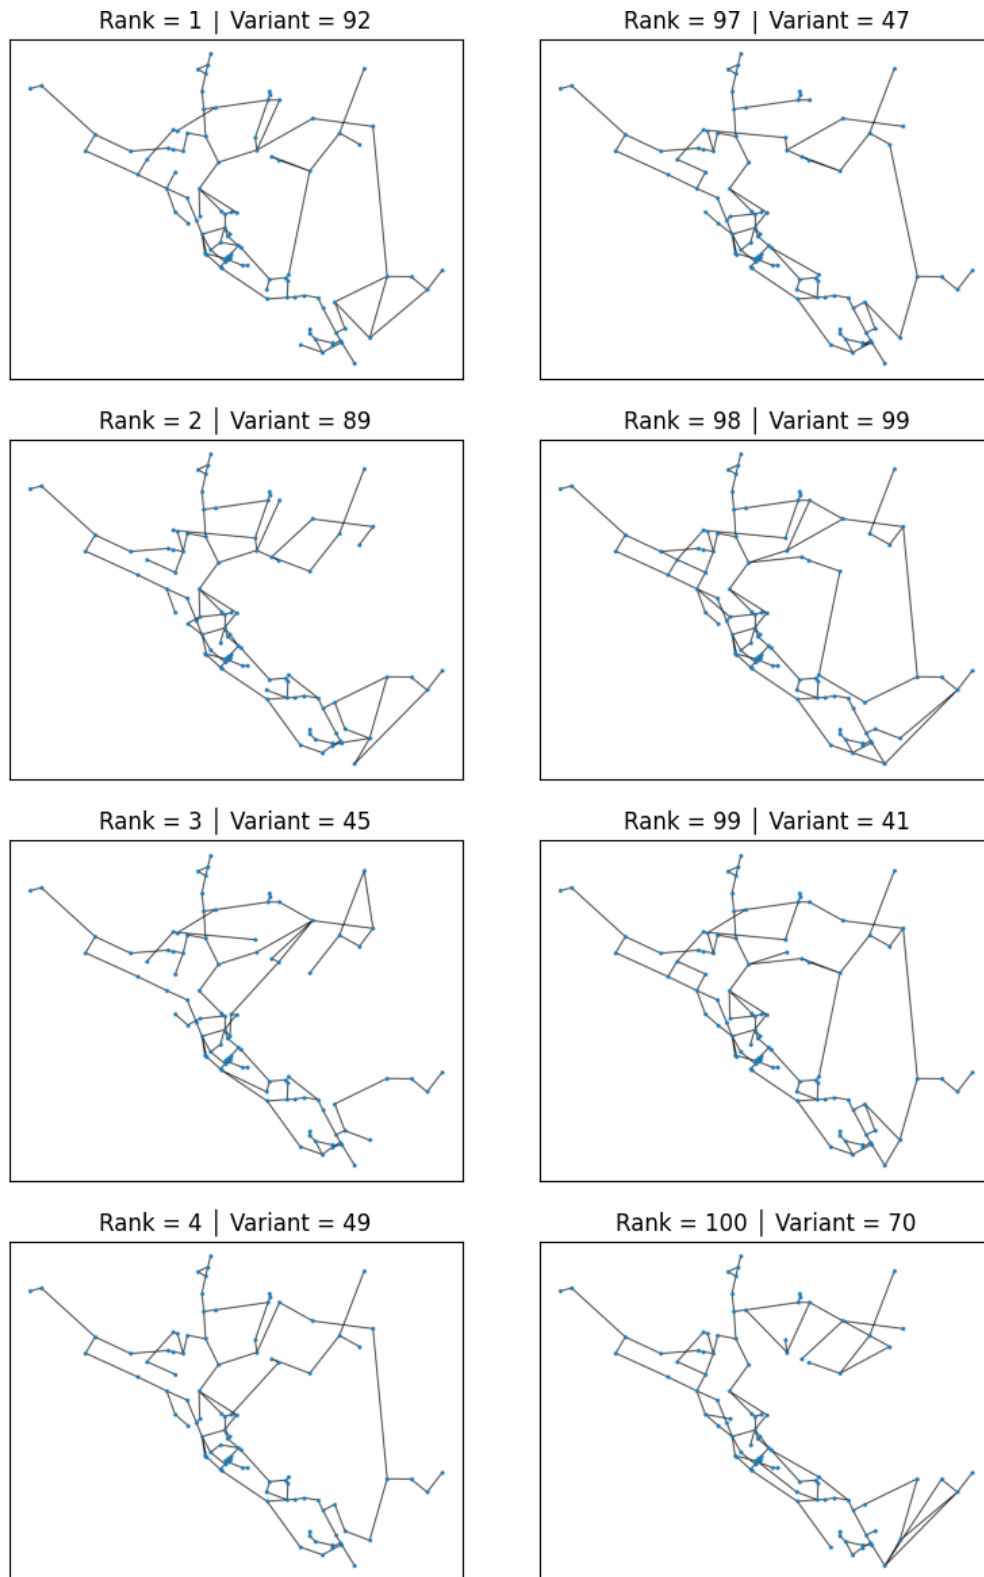 Rank = 1 | Variant = 92
Rank = 97 | Variant = 47
Rank = 2 | Variant = 89
Rank = 98 | Variant = 99
Rank = 3 | Variant = 45
Rank = 99 | Variant = 41
Rank = 4 | Variant = 49
Rank = 100 | Variant = 70